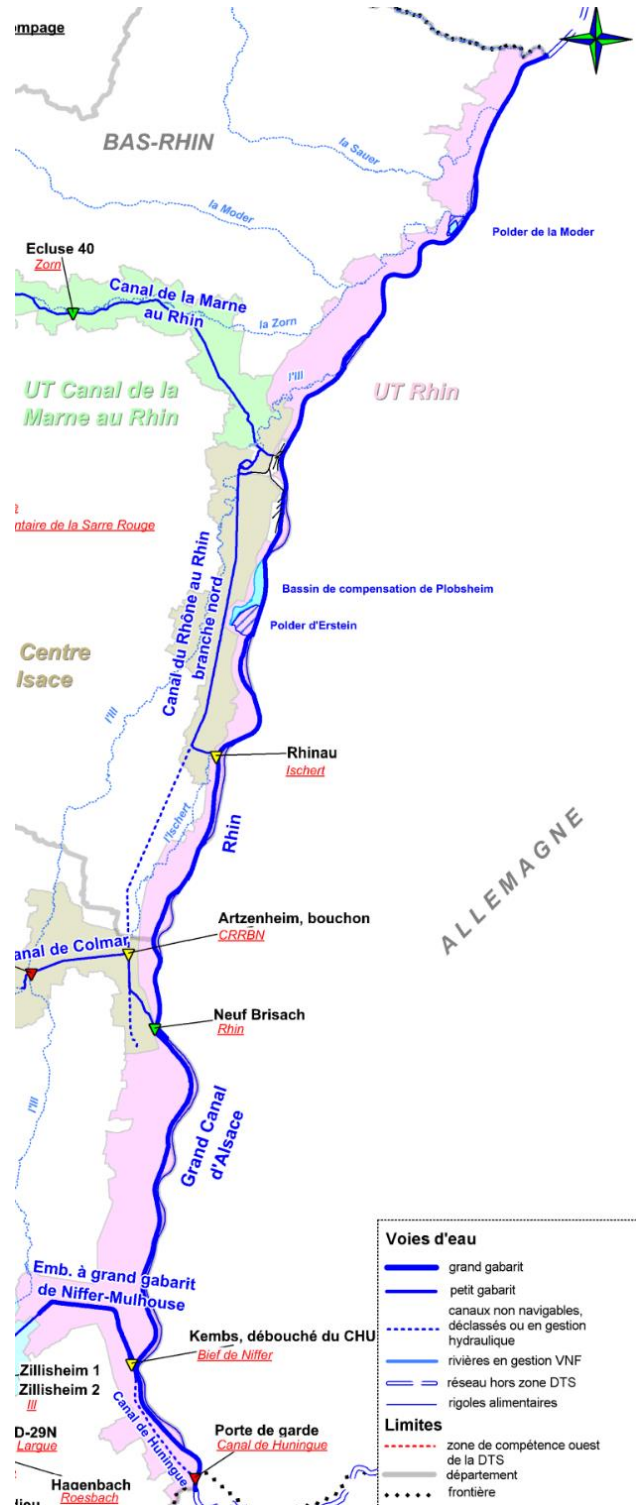 ompage
BAS-RHIN
la Sauer
la Moder
Polder de la Moder
Ecluse 40
Zorn
Canal de la Marne
au Rhin
la Zorn
l'Ill
UT Canal de la
Marne au Rhin
UT Rhin
ntaire de la Sarre Rouge
Canal du Rhône au Rhin
branche nord
Bassin de compensation de Plobsheim
Polder d'Erstein
Centre
lsace
l'Ill
Rhinau
Ischert
l'Ischert
Rhin
ALLEMAGNE
Artzenheim, bouchon
CRRBN
anal de Colmar
Neuf Brisach
Rhin
l'Ill
Grand Canal
d'Alsace
Emb. à grand gabarit
de Niffer-Mulhouse
Kembs, débouché du CHU
Bief de Niffer
Zillisheim 1
Zillisheim 2
Ill
Canal de Huningue
D-29N
Largue
Porte de garde
Canal de Huningue
Hagenbach
Roesbach
Voies d'eau
grand gabarit
petit gabarit
canaux non navigables,
déclassés ou en gestion
hydraulique
rivières en gestion VNF
réseau hors zone DTS
rigoles alimentaires
Limites
zone de compétence ouest
de la DTS
département
frontière